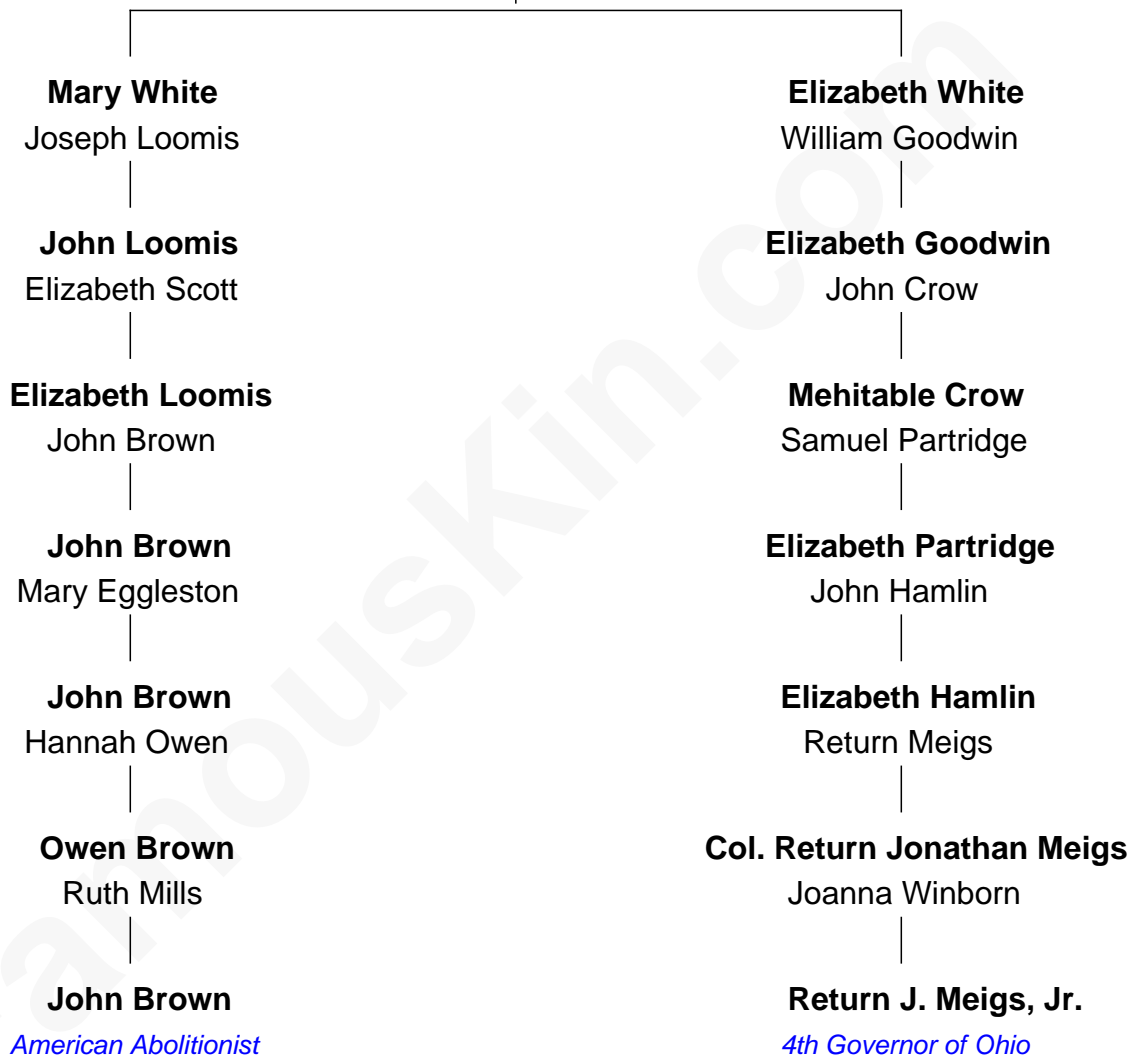 Mary White
Joseph Loomis
John Loomis
Elizabeth Scott
Elizabeth Loomis
John Brown
John Brown
Mary Eggleston
John Brown
Hannah Owen
Owen Brown
Ruth Mills
John Brown
American Abolitionist
Elizabeth White
William Goodwin
Elizabeth Goodwin
John Crow
Mehitable Crow
Samuel Partridge
Elizabeth Partridge
John Hamlin
Elizabeth Hamlin
Return Meigs
Col. Return Jonathan Meigs
Joanna Winborn
Return J. Meigs, Jr.
4th Governor of Ohio
amousKin.com